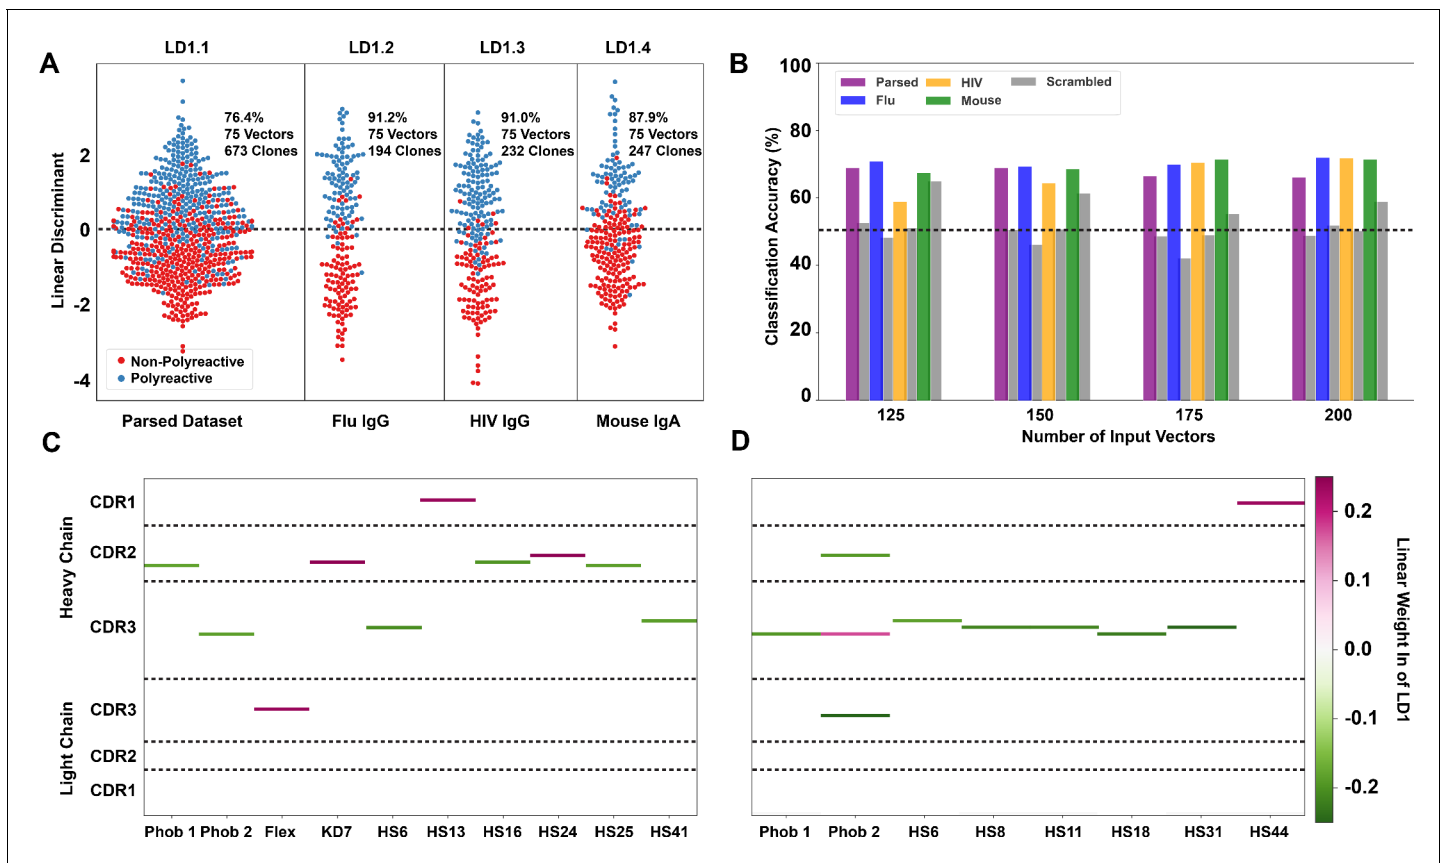 A
LD1.1
LD1.2
LD1.3
LD1.4
76.4%
75 Vectors
673 Clones
91.2%
75 Vectors
194 Clones
91.0%
75 Vectors
232 Clones
87.9%
75 Vectors
247 Clones
Linear Discriminant
2
0
-2
-4
Non-Polyreactive
Polyreactive
Parsed Dataset
Flu IgG
HIV IgG
Mouse IgA
B
Classification Accuracy (%)
100
80
60
40
20
0
Parsed
HIV
Scrambled
Flu
Mouse
125
150
175
200
Number of Input Vectors
C
Heavy Chain
CDR1
CDR2
CDR3
Light Chain
CDR3
CDR2
CDR1
Phob 1
Phob 2
Flex
KD7
HS6
HS13
HS16
HS24
HS25
HS41
D
Phob 1
Phob 2
HS6
HS8
HS11
HS18
HS31
HS44
0.2
0.1
0.0
-0.1
-0.2
Linear Weight In of LD1